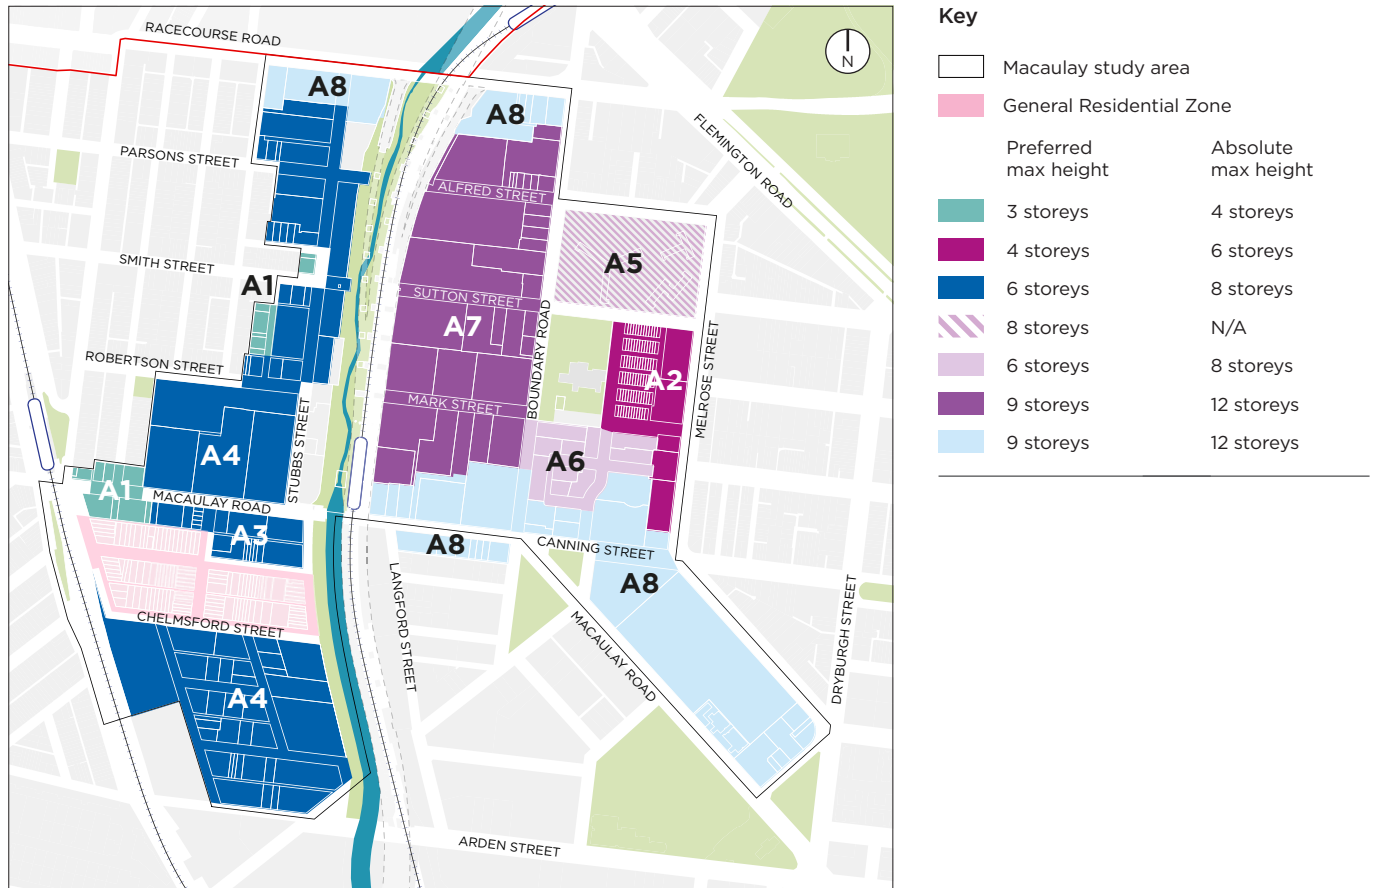 RACECOURSE ROAD
A8
A8
N
PARSONS STREET
FLEMINGTON ROAD
ALFRED STREET
SMITH STREET
A1
A5
SUTTON STREET
A7
BOUNDARY ROAD
MELROSE STREET
ROBERTSON STREET
A2
MARK STREET
STUBBS STREET
A4
A6
A1
MACAULAY ROAD
A3
A8
CANNING STREET
LANGFORD STREET
A8
DRYBURGH STREET
CHELMSFORD STREET
MACAULAY ROAD
A4
ARDEN STREET
Key
Macaulay study area
General Residential Zone
Preferred Absolute
max height max height
3 storeys 4 storeys
4 storeys 6 storeys
6 storeys 8 storeys
8 storeys N/A
6 storeys 8 storeys
9 storeys 12 storeys
9 storeys 12 storeys